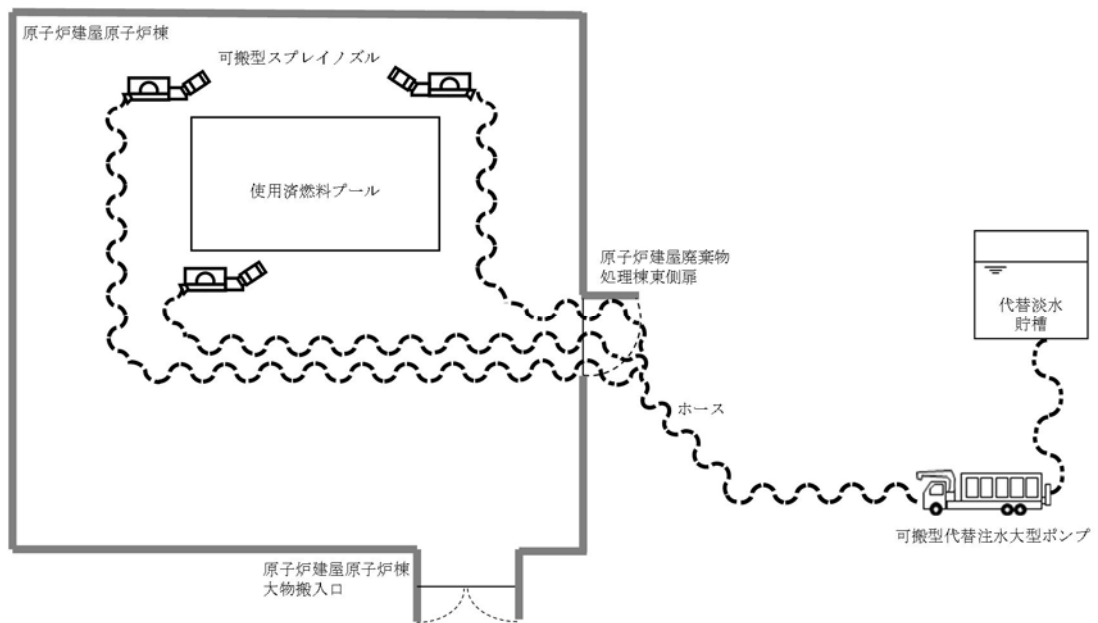 原子炉建屋原子炉棟
可搬型スプレイノズル
使用済燃料プール
原子炉建屋廃棄物
処理棟東側扉
代替淡水
貯槽
ホース
可搬型代替注水大型ポンプ
原子炉建屋原子炉棟
大物搬入口